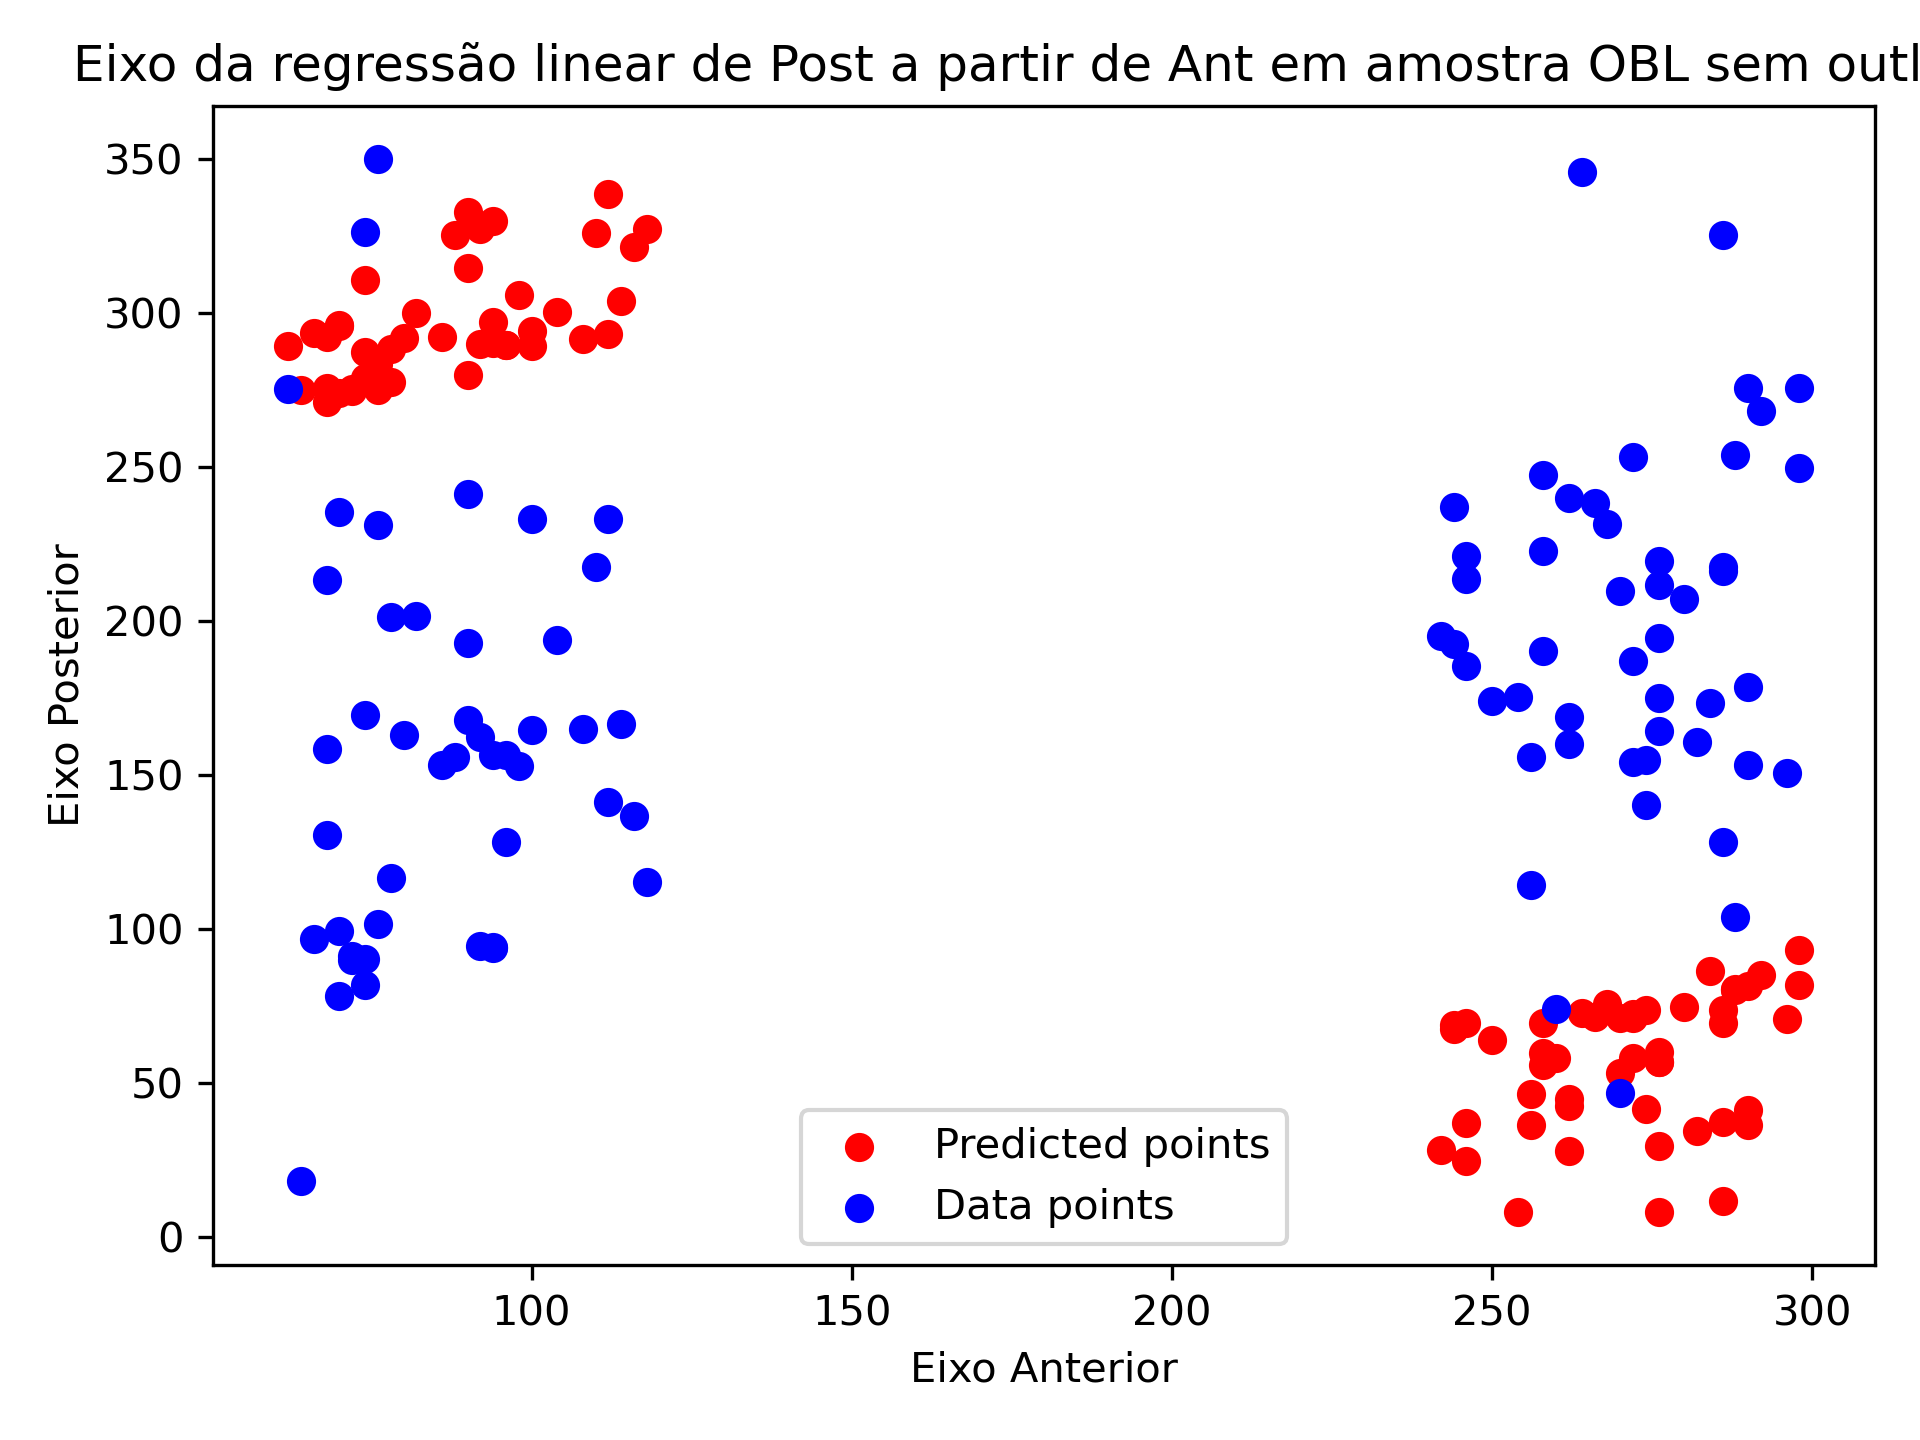 Eixo da regressão linear de Post a partir de Ant em amostra OBL sem outl
350
300
250
200
150
100
50
0
Eixo Posterior
Predicted points
Data points
100 150 200 250 300
Eixo Anterior